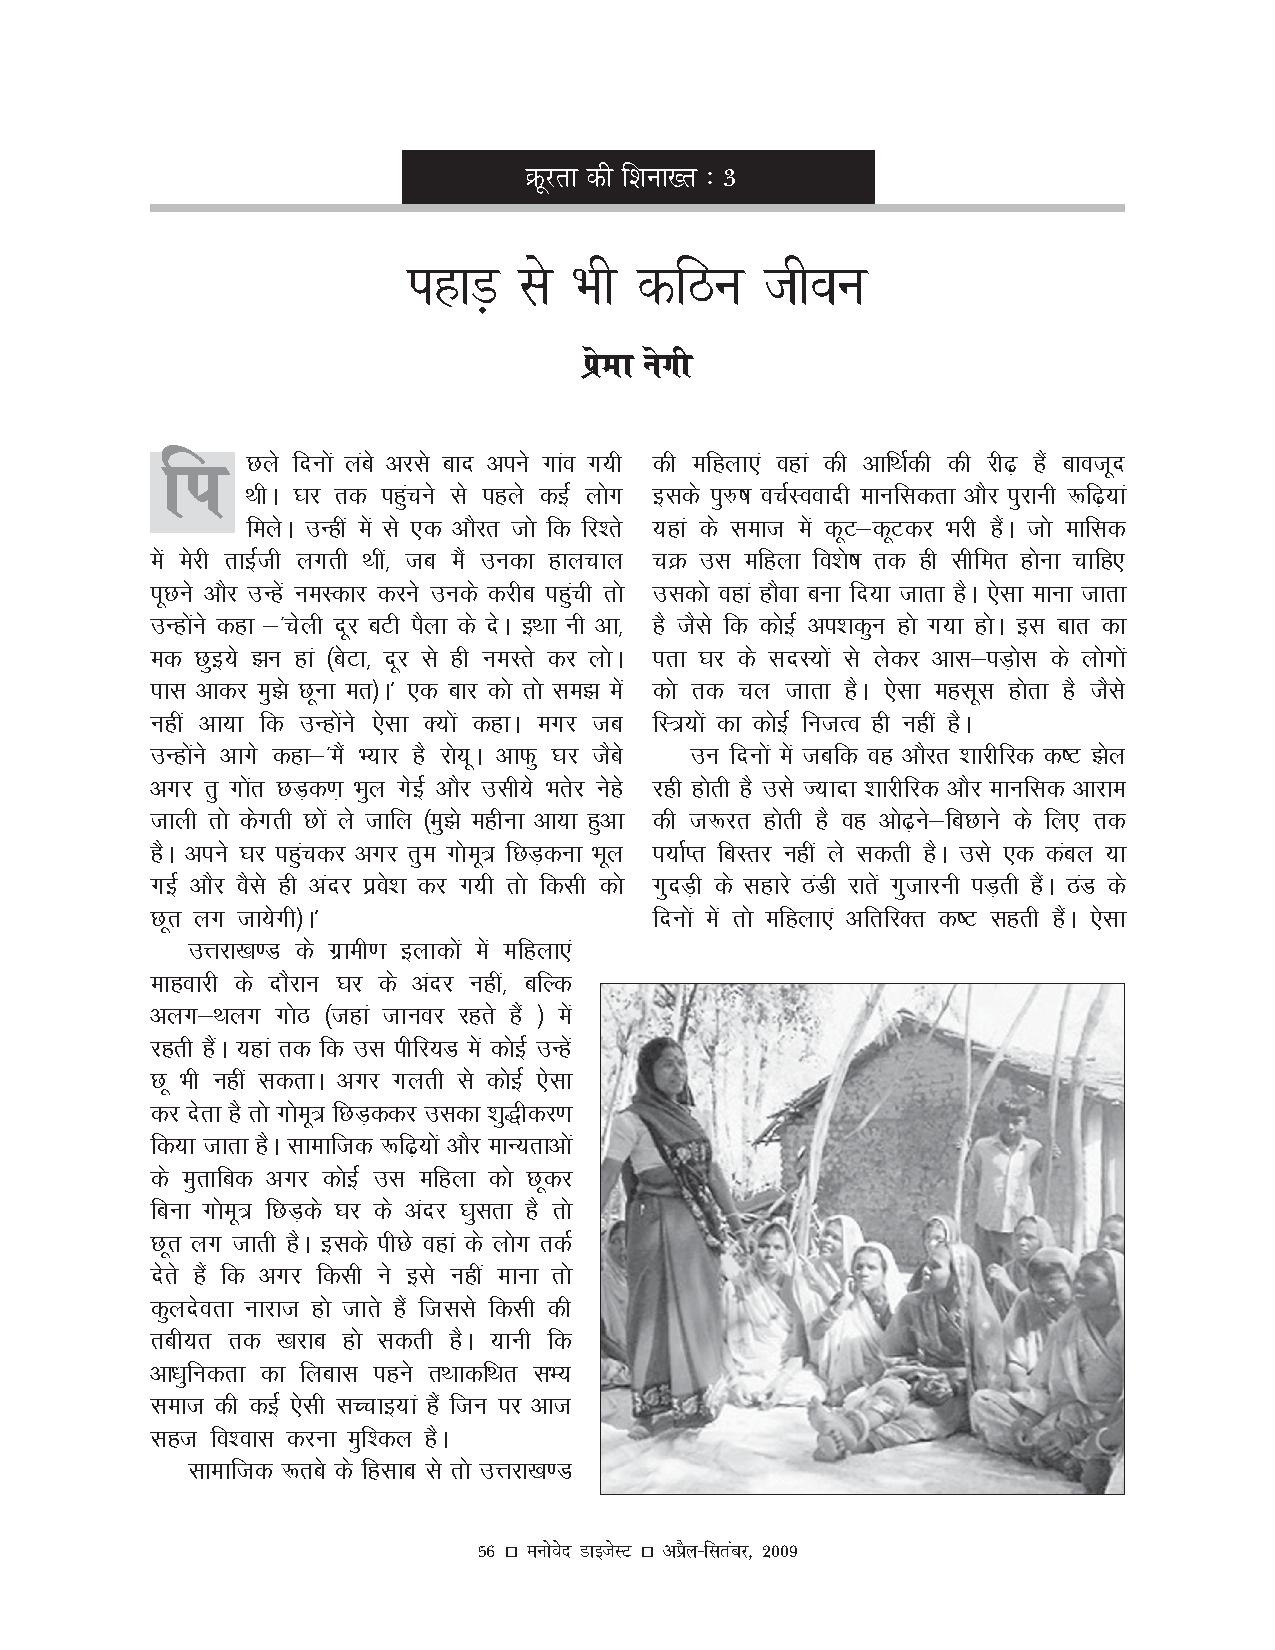 क्रूरता की शिनाख्त : 3
पहाड़ से भी कठिन जीवन
प्रेमा नेगी
पिछले दिनों लंबे अरसे बाद अपने गांव गयी
थी। घर तक पहुंचने से पहले कई लोग
मिले। उन्हीं में से एक औरत जो कि रिश्ते
में मेरी ताईजी लगती थीं, जब मैं उनका हालचाल
पूछने और उन्हें नमस्कार करने उनके करीब पहुंची तो
उन्होंने कहा –'चेली दूर बटी पैला के दे। इथा नी आ,
मक छुइये झन हां (बेटा, दूर से ही नमस्ते कर लो।
पास आकर मुझे छूना मत)।' एक बार को तो समझ में
नहीं आया कि उन्होंने ऐसा क्यों कहा। मगर जब
उन्होंने आगे कहा–'मैं भ्यार है रोयू। आफु घर जैबे
अगर तु गोंत छड़कण भुल गेई और उसीये भतेर नेहे
जाली तो केगती छों ले जालि (मुझे महीना आया हुआ
है। अपने घर पहुंचकर अगर तुम गोमूत्र छिड़कना भूल
गई और वैसे ही अंदर प्रवेश कर गयी तो किसी को
छूत लग जायेगी)।'
उत्तराखण्ड के ग्रामीण इलाकों में महिलाएं
माहवारी के दौरान घर के अंदर नहीं, बल्कि
अलग–थलग गोठ (जहां जानवर रहते हैं ) में
रहती हैं। यहां तक कि उस पीरियड में कोई उन्हें
छू भी नहीं सकता। अगर गलती से कोई ऐसा
कर देता है तो गोमूत्र छिड़ककर उसका शुद्धीकरण
किया जाता है। सामाजिक रूढ़ियों और मान्यताओं
के मुताबिक अगर कोई उस महिला को छूकर
बिना गोमूत्र छिड़के घर के अंदर घुसता है तो
छूत लग जाती है। इसके पीछे वहां के लोग तर्क
देते हैं कि अगर किसी ने इसे नहीं माना तो
कुलदेवता नाराज हो जाते हैं जिससे किसी की
तबीयत तक खराब हो सकती है। यानी कि
आधुनिकता का लिबास पहने तथाकथित सभ्य
समाज की कई ऐसी सच्चाइयां हैं जिन पर आज
सहज विश्वास करना मुश्किल है।
सामाजिक रूतबे के हिसाब से तो उत्तराखण्ड
की महिलाएं वहां की आर्थिकी की रीढ़ हैं बावजूद
इसके पुरुष वर्चस्ववादी मानसिकता और पुरानी रूढ़ियां
यहां के समाज में कूट–कूटकर भरी हैं। जो मासिक
चक्र उस महिला विशेष तक ही सीमित होना चाहिए
उसको वहां हौवा बना दिया जाता है। ऐसा माना जाता
है जैसे कि कोई अपशकुन हो गया हो। इस बात का
पता घर के सदस्यों से लेकर आस–पड़ोस के लोगों
को तक चल जाता है। ऐसा महसूस होता है जैसे
स्त्रियों का कोई निजत्व ही नहीं है।
उन दिनों में जबकि वह औरत शारीरिक कष्ट झेल
रही होती है उसे ज्यादा शारीरिक और मानसिक आराम
की जरूरत होती है वह ओढ़ने–बिछाने के लिए तक
पर्याप्त बिस्तर नहीं ले सकती है। उसे एक कंबल या
गुदड़ी के सहारे ठंडी रातें गुजारनी पड़ती हैं। ठंड के
दिनों में तो महिलाएं अतिरिक्त कष्ट सहती हैं। ऐसा
56 □ मनोवेद डाइजेस्ट □ अप्रैल-सितंबर, 2009